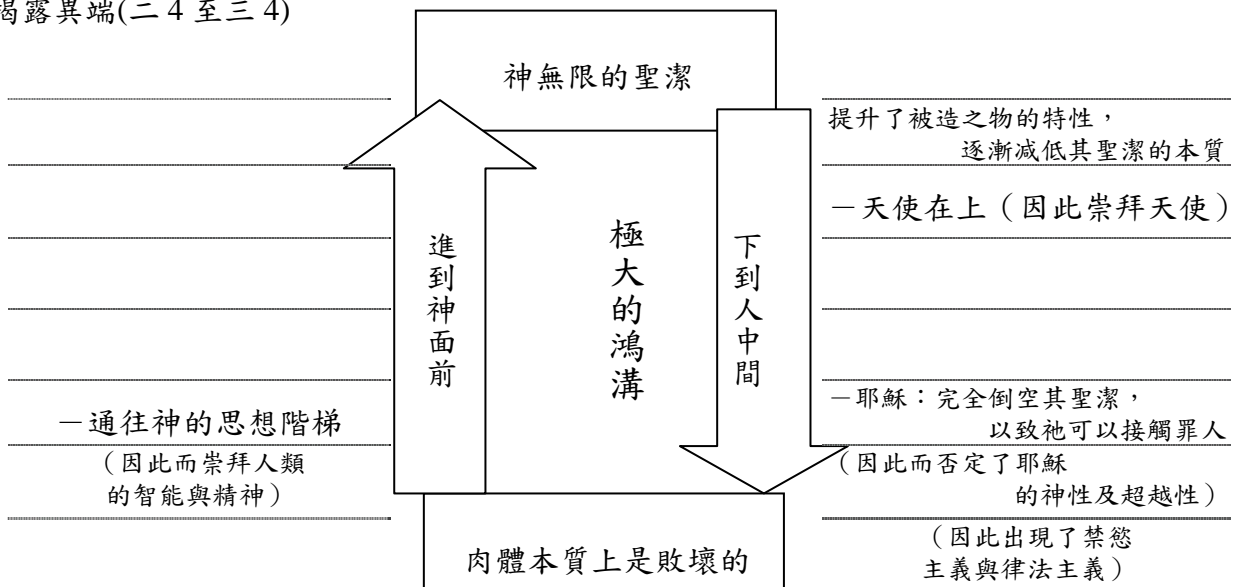 揭露異端(二 4 至三 4)
神無限的聖潔
提升了被造之物的特性，
逐漸减低其聖潔的本質
－天使在上（因此崇拜天使）
進到神面前
極大的鴻溝
下到人中間
－通往神的思想階梯
（因此而崇拜人類
的智能與精神）
－耶穌：完全倒空其聖潔，
以致祂可以接觸罪人
（因此而否定了耶穌
的神性及超越性）
肉體本質上是敗壞的
（因此出現了禁慾
主義與律法主義）